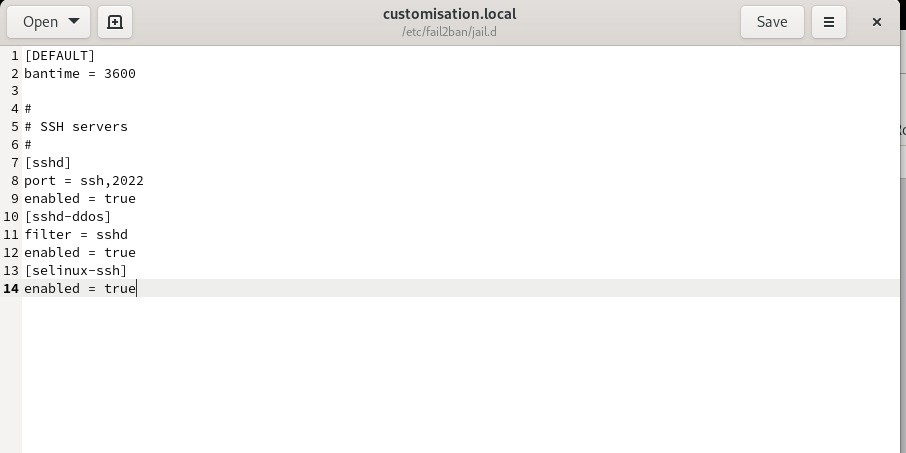 Open
customisation.local
/etc/fail2ban/jail.d
Save
1 [DEFAULT]
2 bantime = 3600
3
4 #
5 # SSH servers
6 #
7 [sshd]
8 port = ssh,2022
9 enabled = true
10 [sshd-ddos]
11 filter = sshd
12 enabled = true
13 [selinux-ssh]
14 enabled = true